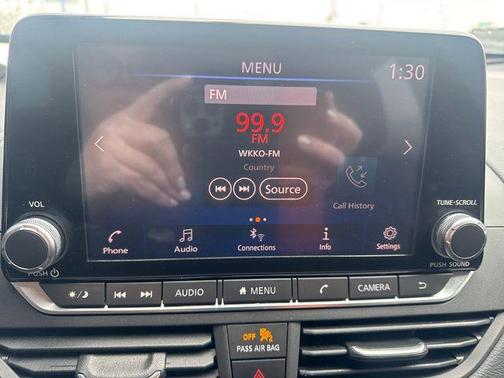 MENU
1:30
FM
99.9
FM
WKKO-FM
Country
Source
Call History
VOL
TUNE-SCROLL
Phone
Audio
Connections
Info
Settings
PUSH
PUSH SOUND
AUDIO
MENU
CAMERA
OFF 2
PASS AIR BAG